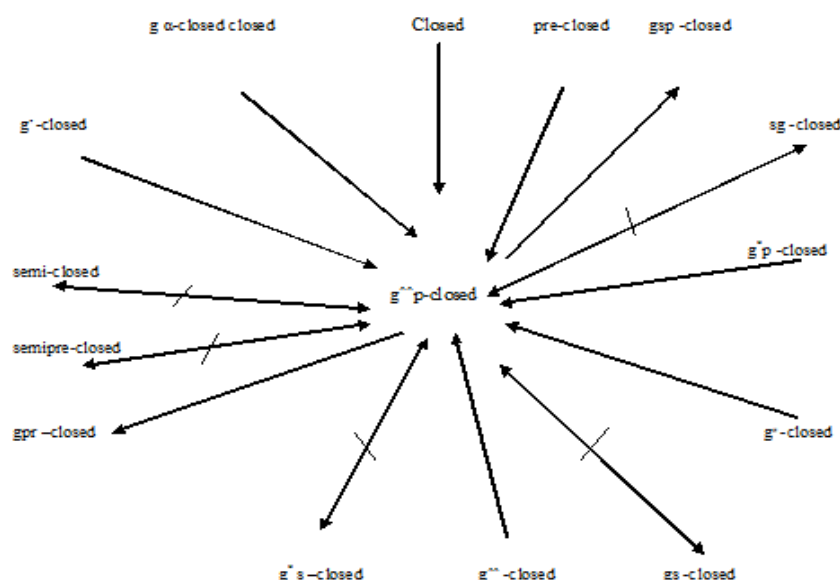 g α-closed closed
Closed
pre-closed
gsp -closed
g* -closed
sg -closed
semi-closed
g*p -closed
g**p-closed
semipre-closed
gpr –closed
-closed
g* s –closed
g** -closed
gs -closed